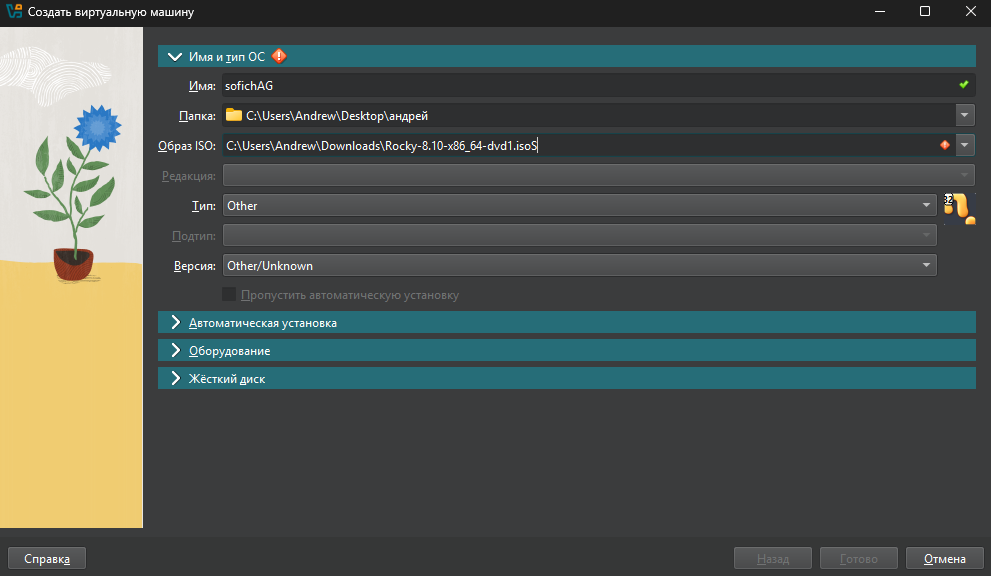 Создать виртуальную машину
Имя и тип ОС
Имя: sofichAG
Папка: C:\Users\Andrew\Desktop\андрей
Образ ISO: C:\Users\Andrew\Downloads\Rocky-8.10-x86_64-dvd1.isoS
Редакция:
Тип: Other
Подтип:
Версия: Other/Unknown
Пропустить автоматическую установку
Автоматическая установка
Оборудование
Жёсткий диск
Справка Назад Готово Отмена